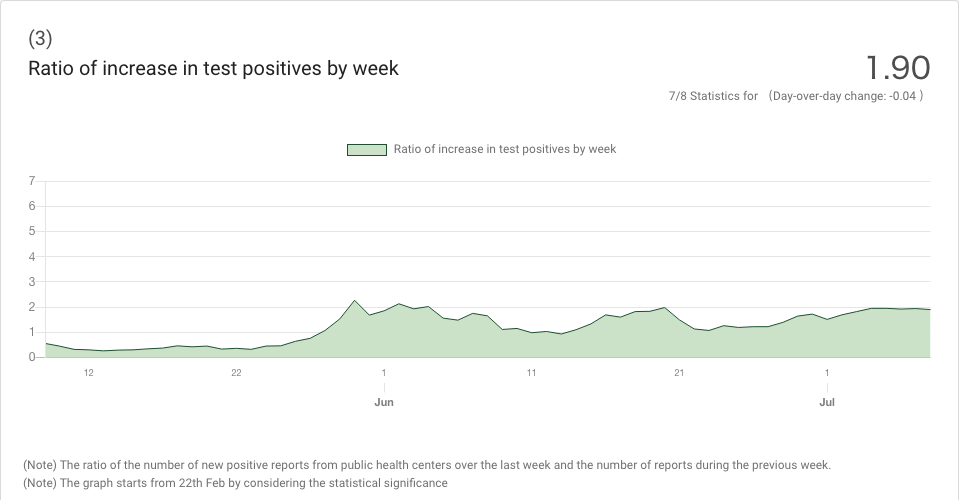 (3)
Ratio of increase in test positives by week
1.90
7/8 Statistics for (Day-over-day change: -0.04 )
Ratio of increase in test positives by week
7
6
5
4
3
2
1
0
12 22 1 11 21 1
Jun Jul
(Note) The ratio of the number of new positive reports from public health centers over the last week and the number of reports during the previous week.
(Note) The graph starts from 22th Feb by considering the statistical significance